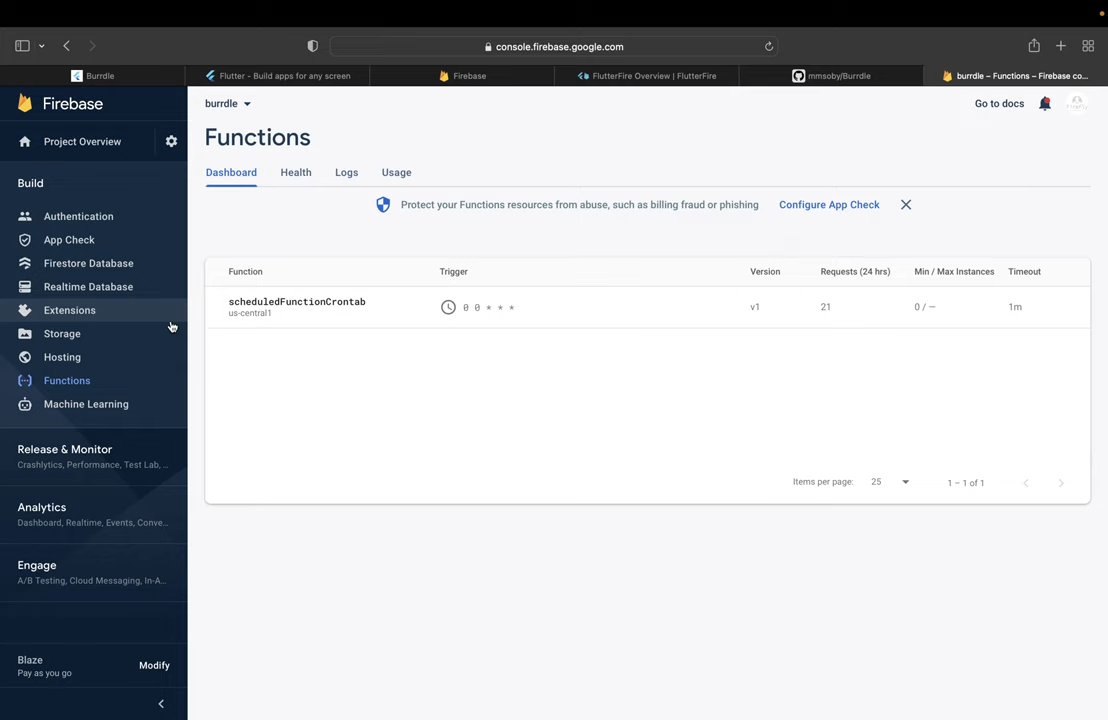 console.firebase.google.com
Burrdle
Flutter - Build apps for any screen
Firebase
FlutterFire Overview | FlutterFire
mmsoby/Burrdle
burrdle – Functions – Firebase co...
Firebase
burrdle
Go to docs
Project Overview
Functions
Build
Dashboard
Health
Logs
Usage
Protect your Functions resources from abuse, such as billing fraud or phishing
Configure App Check
Authentication
App Check
Firestore Database
Realtime Database
Extensions
Storage
Hosting
Functions
Machine Learning
Function
Trigger
Version
Requests (24 hrs)
Min / Max Instances
Timeout
scheduledFunctionCrontab
us-central1
0 0 * * *
v1
21
0 / —
1m
Items per page:
25
1 – 1 of 1
Release & Monitor
Crashlytics, Performance, Test Lab, ...
Analytics
Dashboard, Realtime, Events, Conve...
Engage
A/B Testing, Cloud Messaging, In-A...
Blaze
Pay as you go
Modify